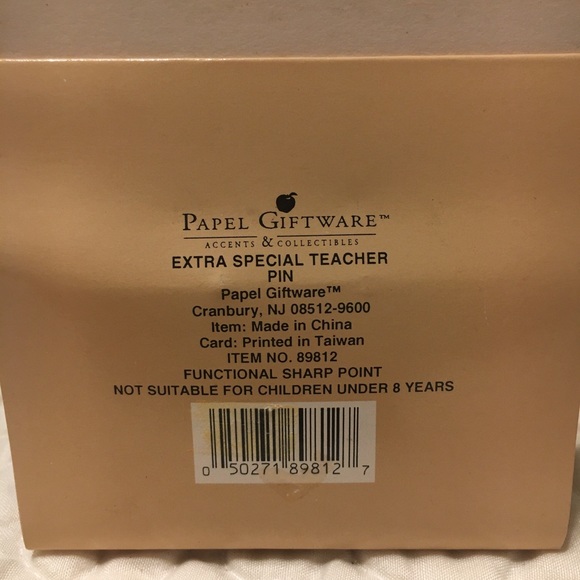 PAPEL GIFTWARE™
ACCENTS & COLLECTIBLES
EXTRA SPECIAL TEACHER
PIN
Papel Giftware™
Cranbury, NJ 08512-9600
Item: Made in China
Card: Printed in Taiwan
ITEM NO. 89812
FUNCTIONAL SHARP POINT
NOT SUITABLE FOR CHILDREN UNDER 8 YEARS
0 50271 89812 7